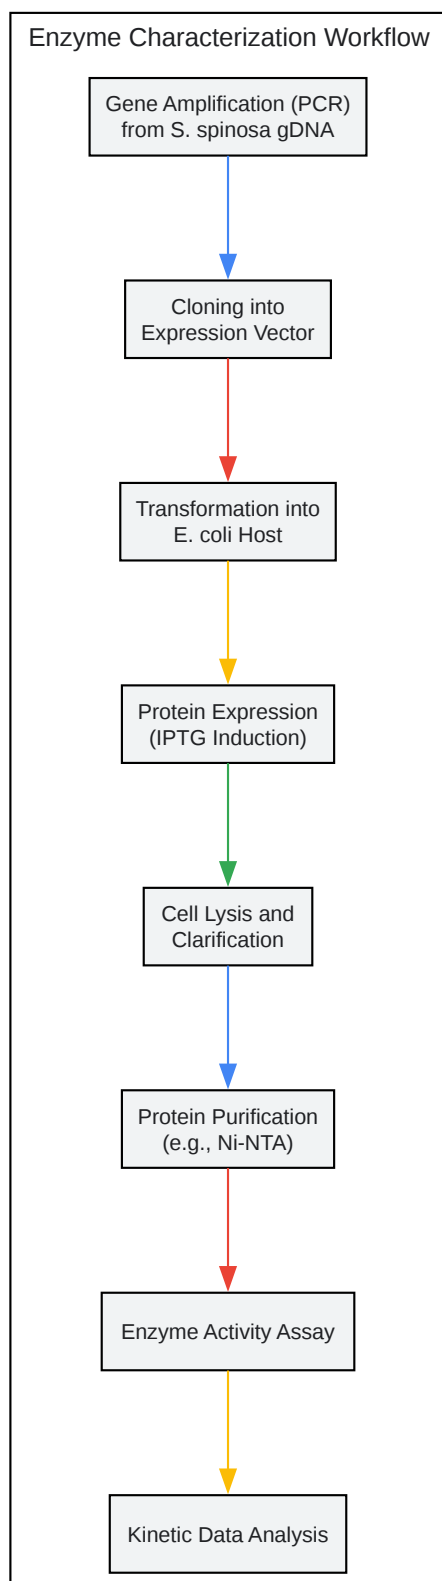 Enzyme Characterization Workflow
Gene Amplification (PCR)
from S. spinosa gDNA
Cloning into
Expression Vector
Transformation into
E. coli Host
Protein Expression
(IPTG Induction)
Cell Lysis and
Clarification
Protein Purification
(e.g., Ni-NTA)
Enzyme Activity Assay
Kinetic Data Analysis